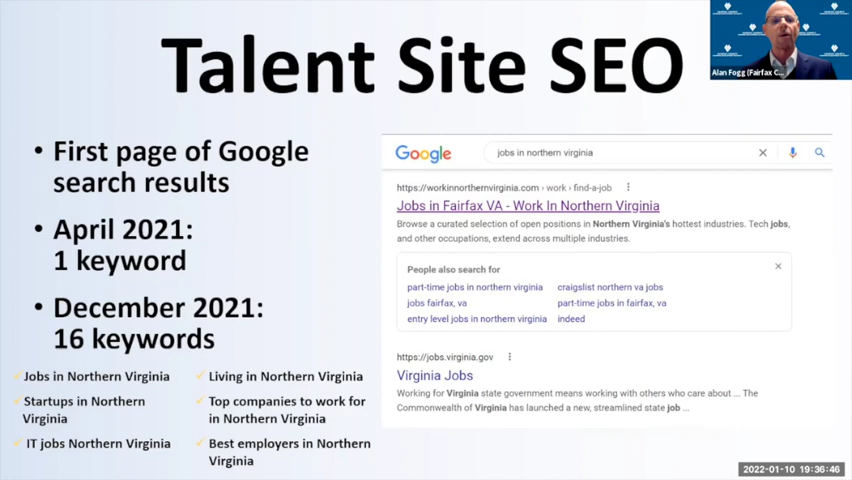 Talent Site SEO
Alan Fogg (Fairfax C...
• First page of Google
search results
• April 2021:
1 keyword
• December 2021:
16 keywords
Jobs in Northern Virginia
Startups in Northern
Virginia
IT jobs Northern Virginia
Living in Northern Virginia
Top companies to work for
in Northern Virginia
Best employers in Northern
Virginia
Google
jobs in northern virginia
https://workinnorthernvirginia.com › work › find-a-job
Jobs in Fairfax VA - Work In Northern Virginia
Browse a curated selection of open positions in Northern Virginia's hottest industries. Tech jobs,
and other occupations, extend across multiple industries.
People also search for
part-time jobs in northern virginia
jobs fairfax, va
entry level jobs in northern virginia
craigslist northern va jobs
part-time jobs in fairfax, va
indeed
https://jobs.virginia.gov
Virginia Jobs
Working for Virginia state government means working with others who care about ... The
Commonwealth of Virginia has launched a new, streamlined state job ...
2022-01-10 19:36:46